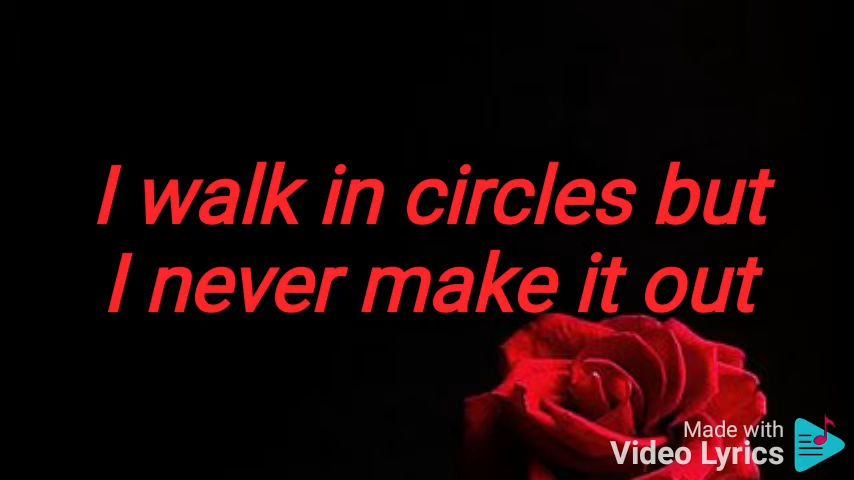 I walk in circles but
I never make it out
Made with
Video Lyrics